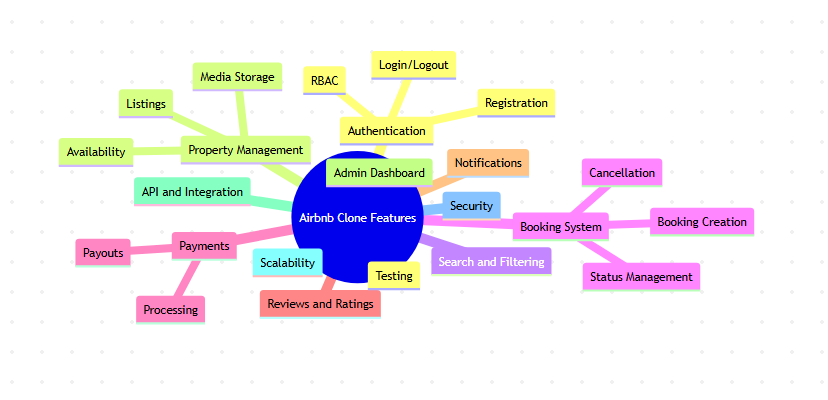 Login/Logout
Media Storage
RBAC
Listings
Registration
Authentication
Availability
Property Management
Notifications
Admin Dashboard
Cancellation
API and Integration
Security
Airbnb Clone Features
Booking System
Booking Creation
Payments
Payouts
Scalability
Search and Filtering
Testing
Status Management
Reviews and Ratings
Processing